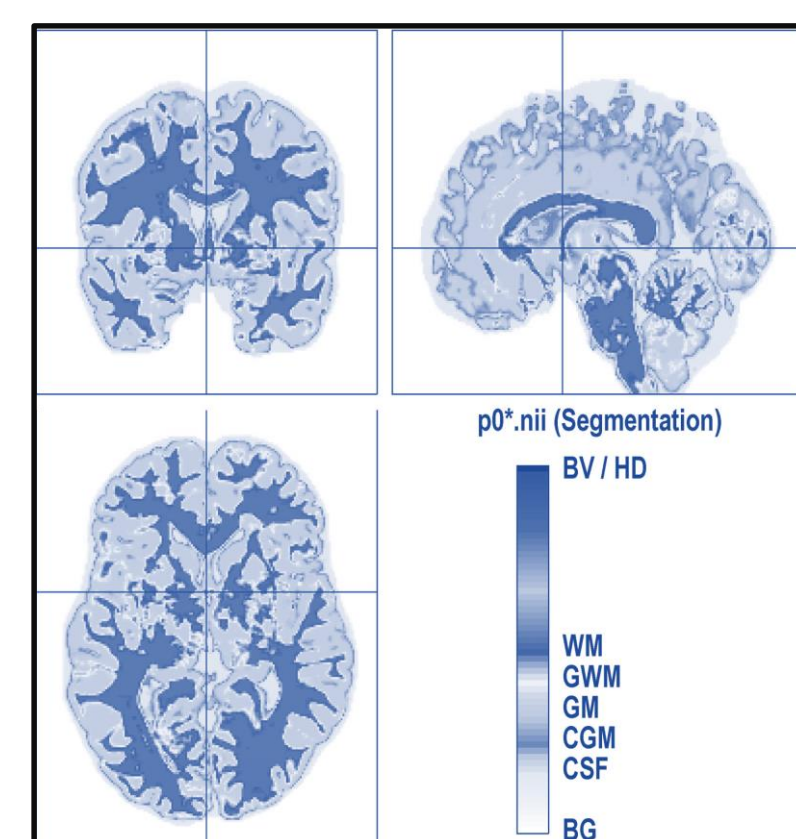 p0*.nii (Segmentation)
BV / HD
WM
GWM
GM
CGM
CSF
BG